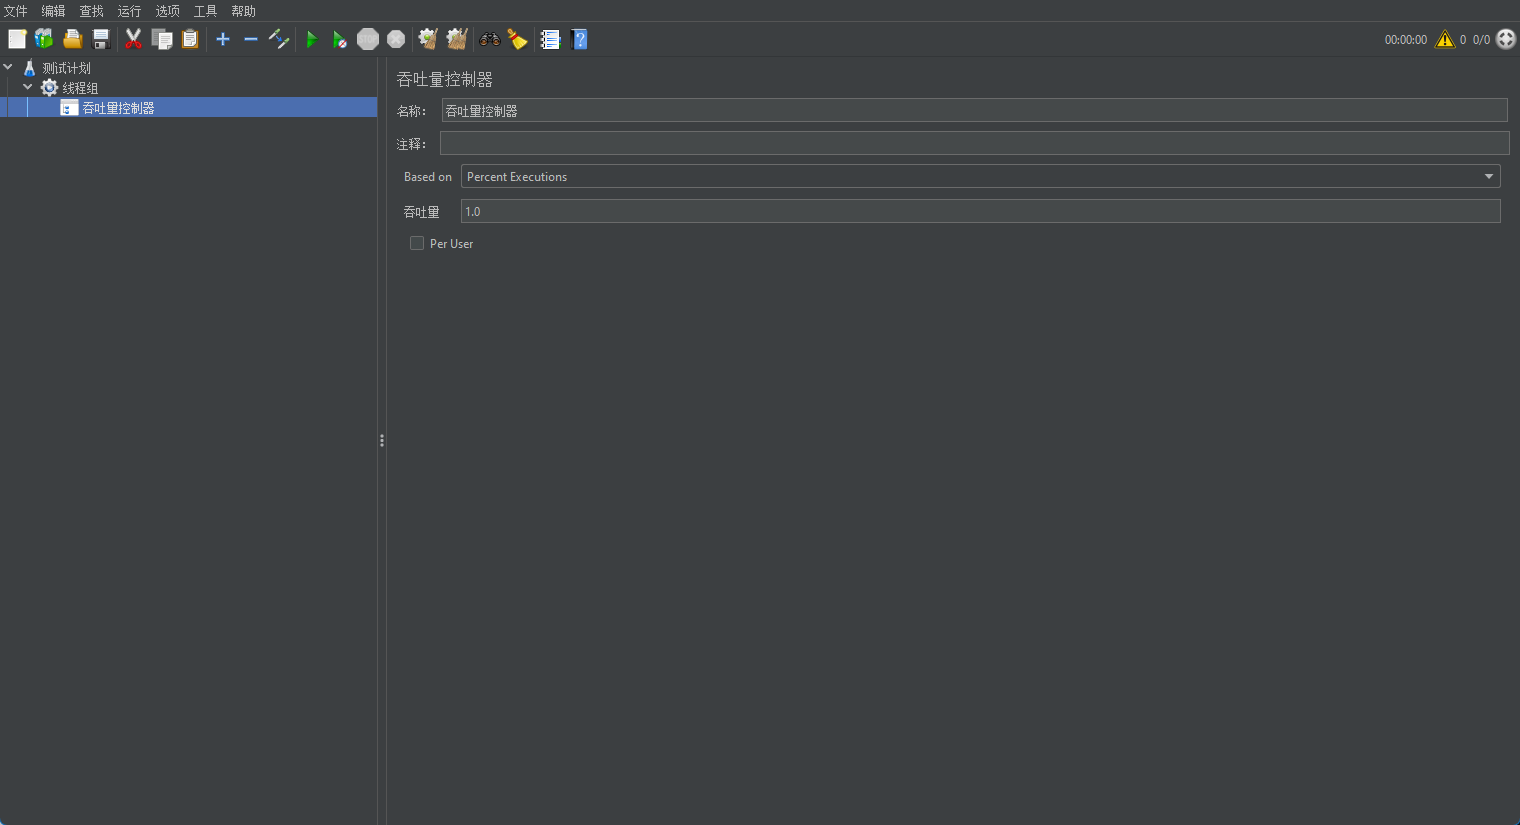 文件 编辑 查找 运行 选项 工具 帮助
STOP 00:00:00 0 0/0
测试计划
线程组
吞吐量控制器
吞吐量控制器
名称： 吞吐量控制器
注释：
Based on Percent Executions
吞吐量 1.0
Per User